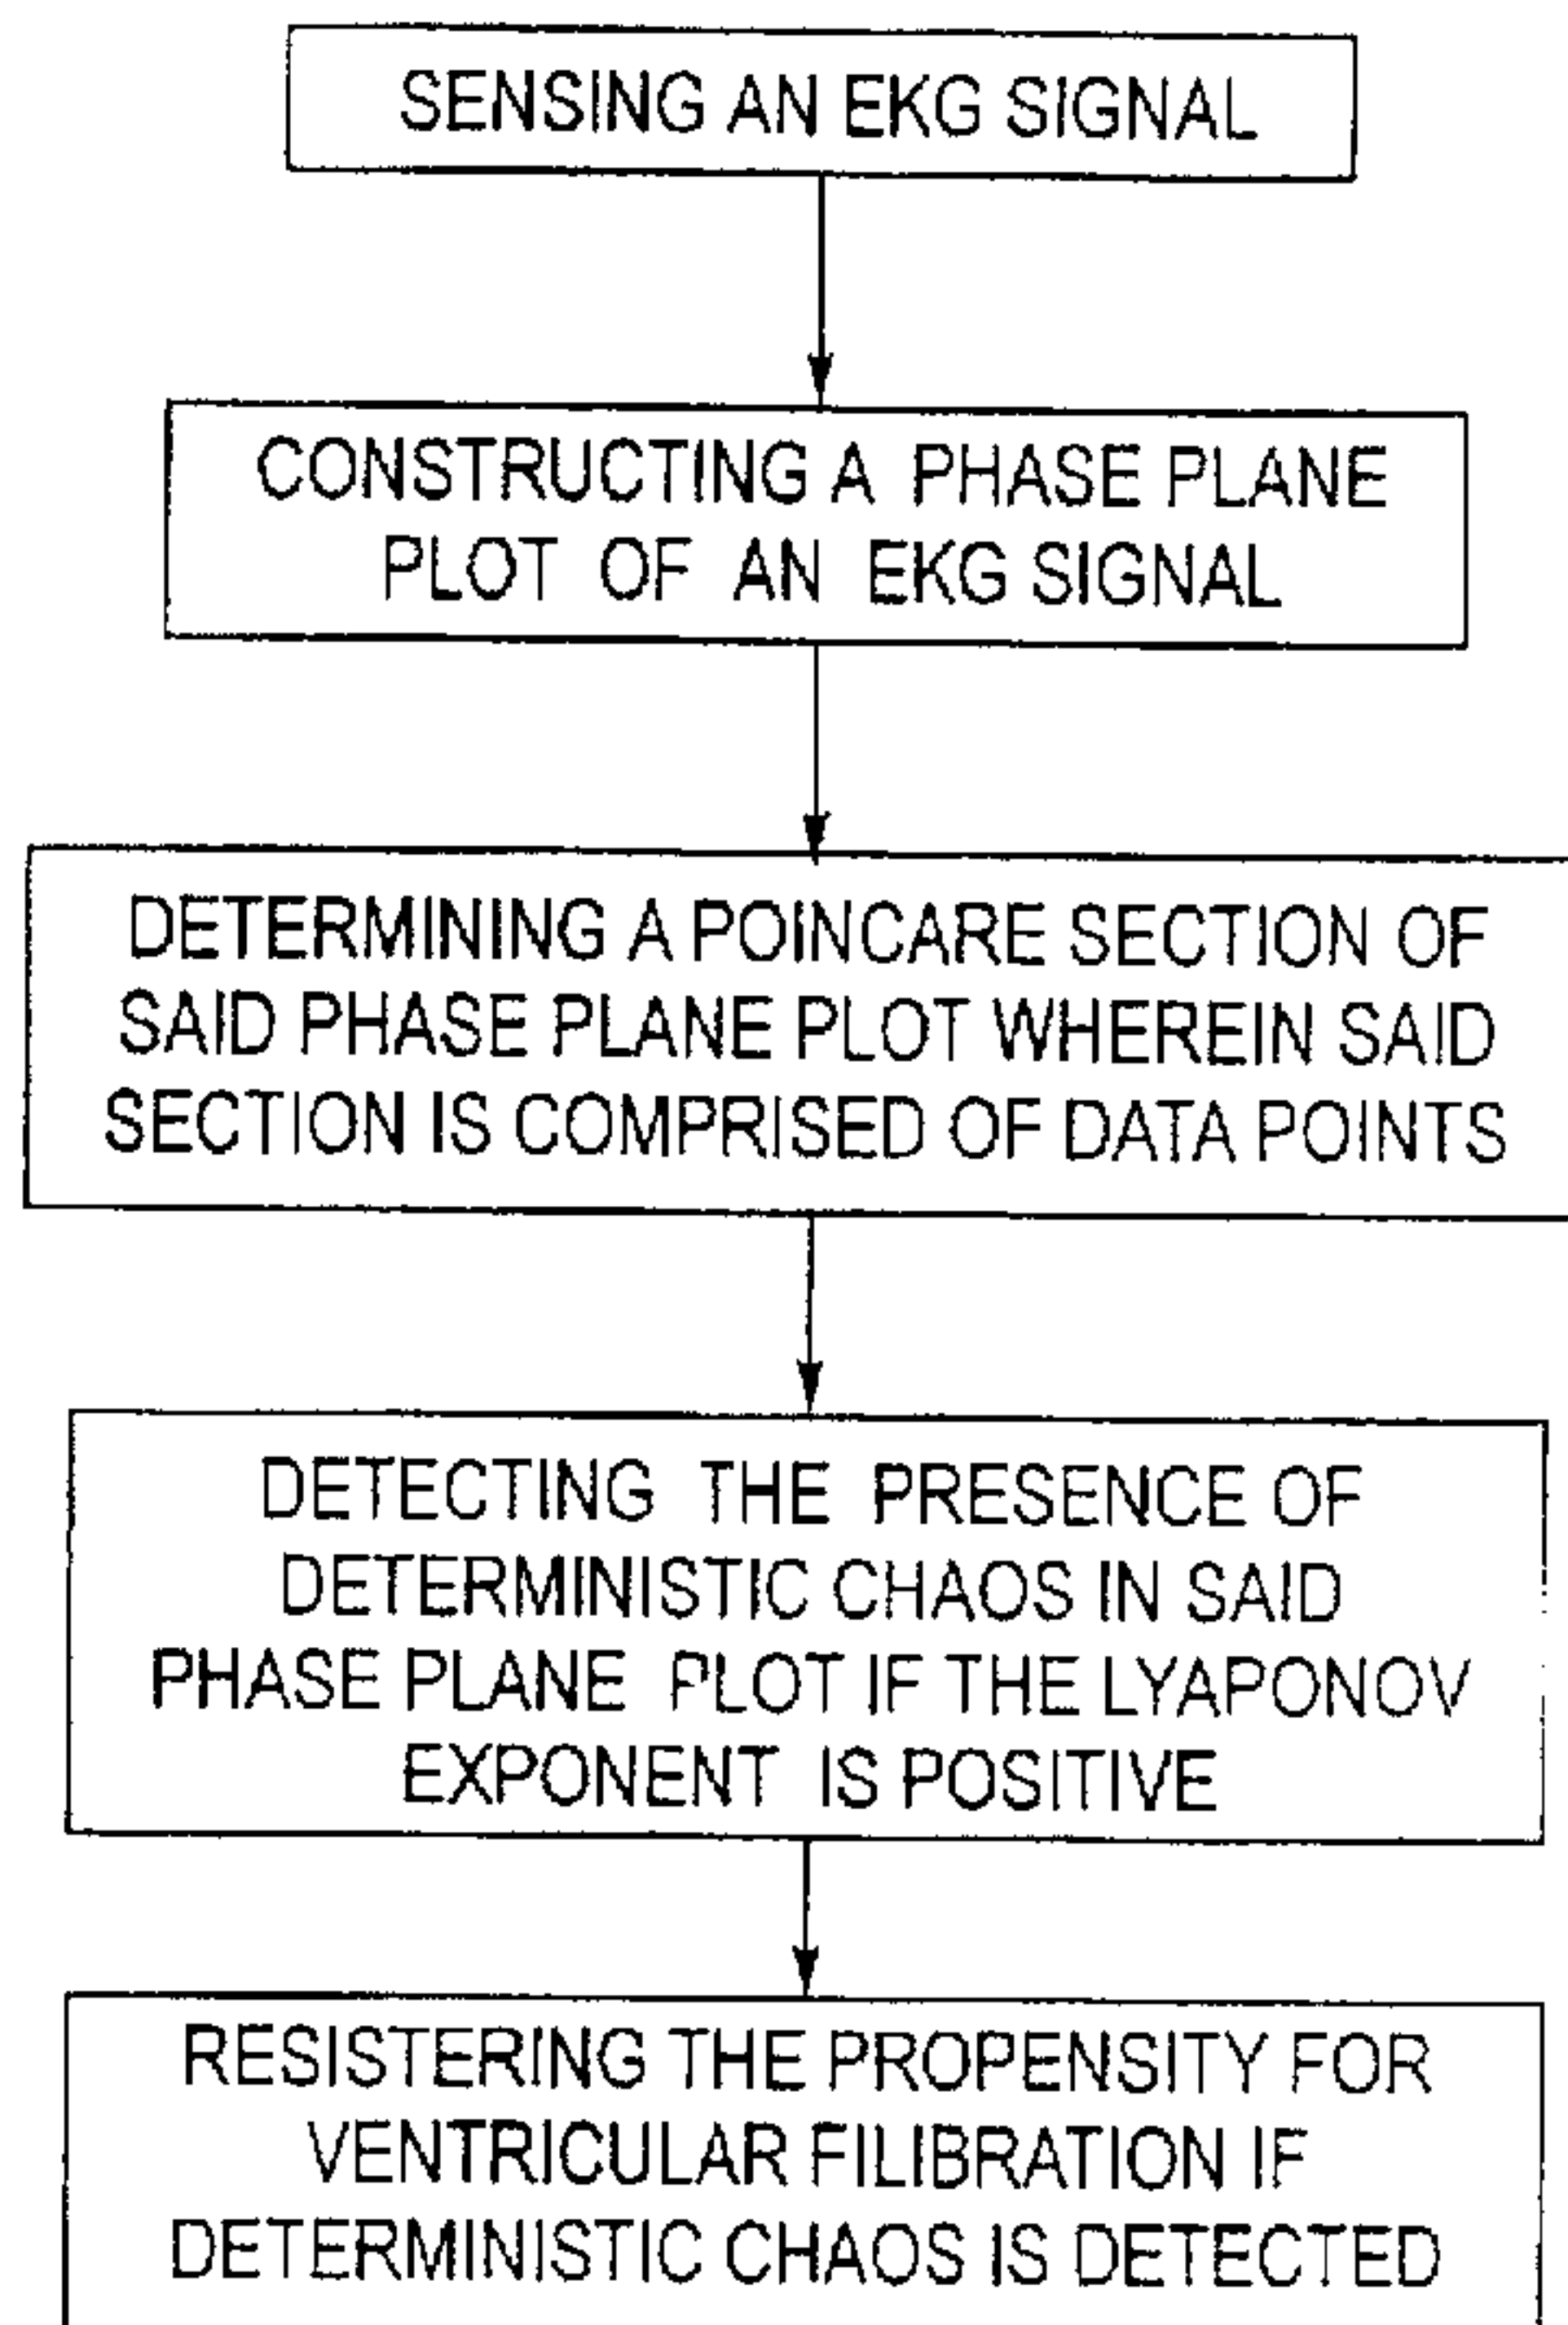 SENSING AN EKG SIGNAL
CONSTRUCTING A PHASE PLANE
PLOT OF AN EKG SIGNAL
DETERMINING A POINCARE SECTION OF
SAID PHASE PLANE PLOT WHEREIN SAID
SECTION IS COMPRISED OF DATA POINTS
DETECTING THE PRESENCE OF
DETERMINISTIC CHAOS IN SAID
PHASE PLANE PLOT IF THE LYAPONOV
EXPONENT IS POSITIVE
RESISTERING THE PROPENSITY FOR
VENTRICULAR FILIBRATION IF
DETERMINISTIC CHAOS IS DETECTED